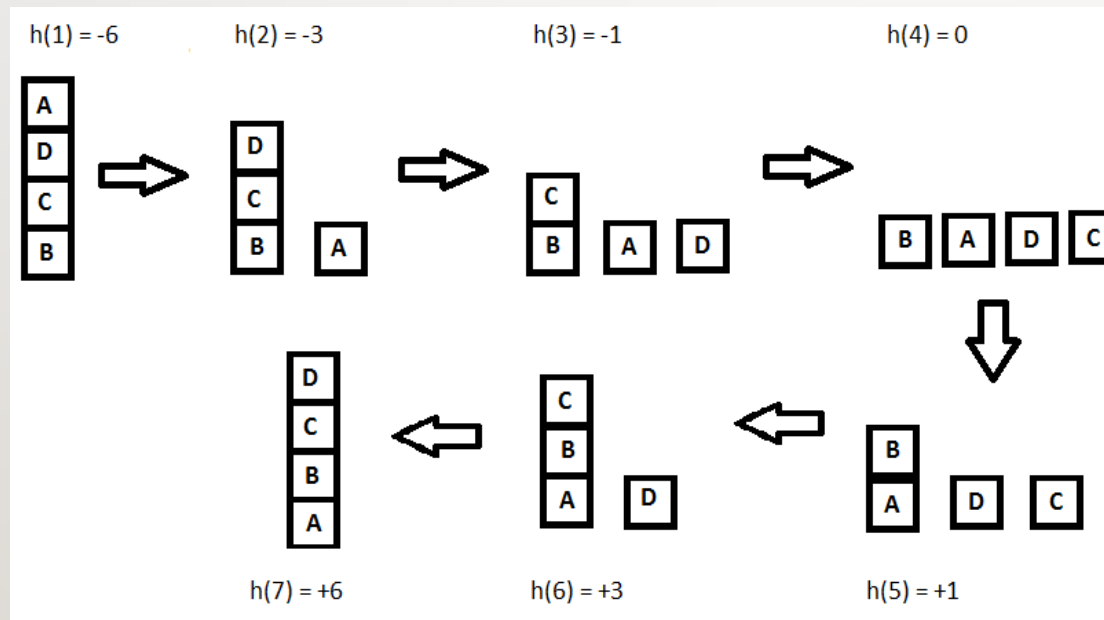 h(1) = -6
h(2) = -3
h(3) = -1
h(4) = 0
A
D
C
B
D
C
B
A
C
B
A
D
B
A
D
C
D
C
B
A
C
B
A
D
B
A
D
C
h(7) = +6
h(6) = +3
h(5) = +1